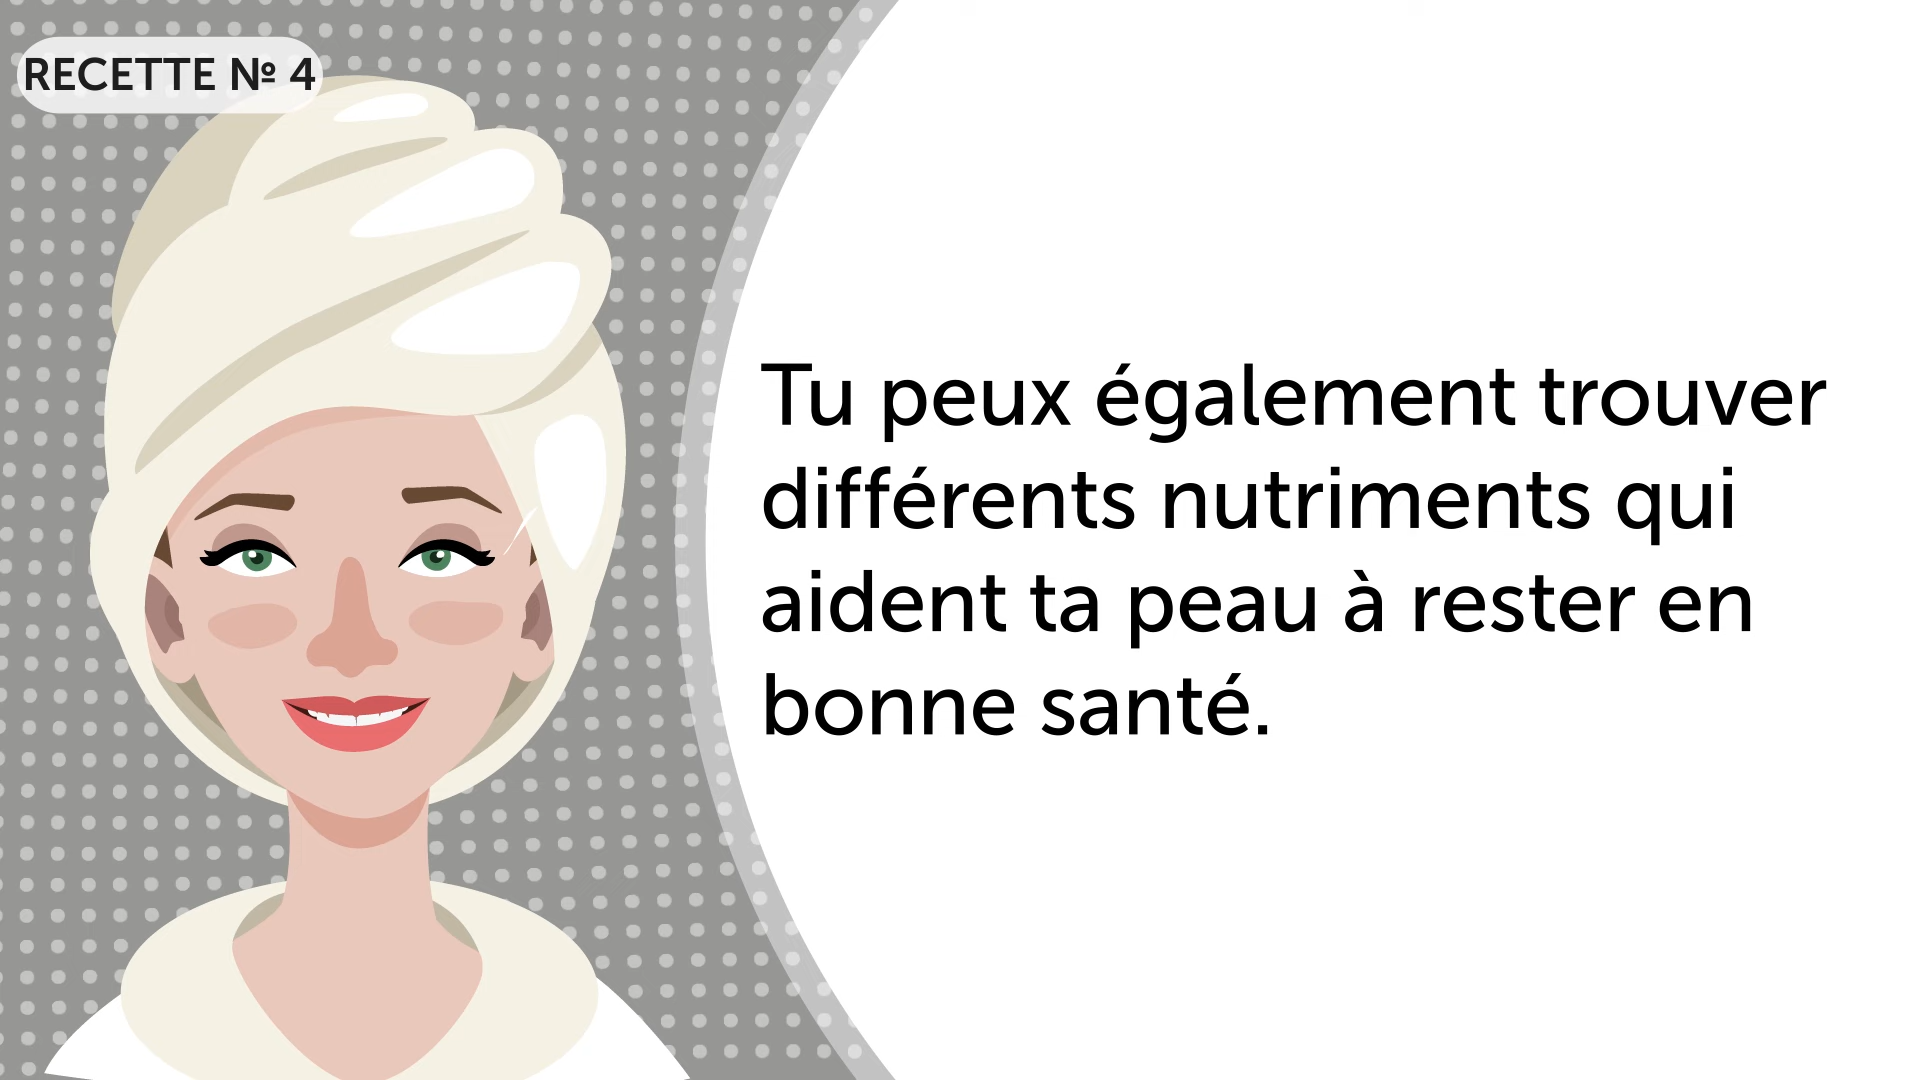 RECETTE № 4
Tu peux également trouver
différents nutriments qui
aident ta peau à rester en
bonne santé.